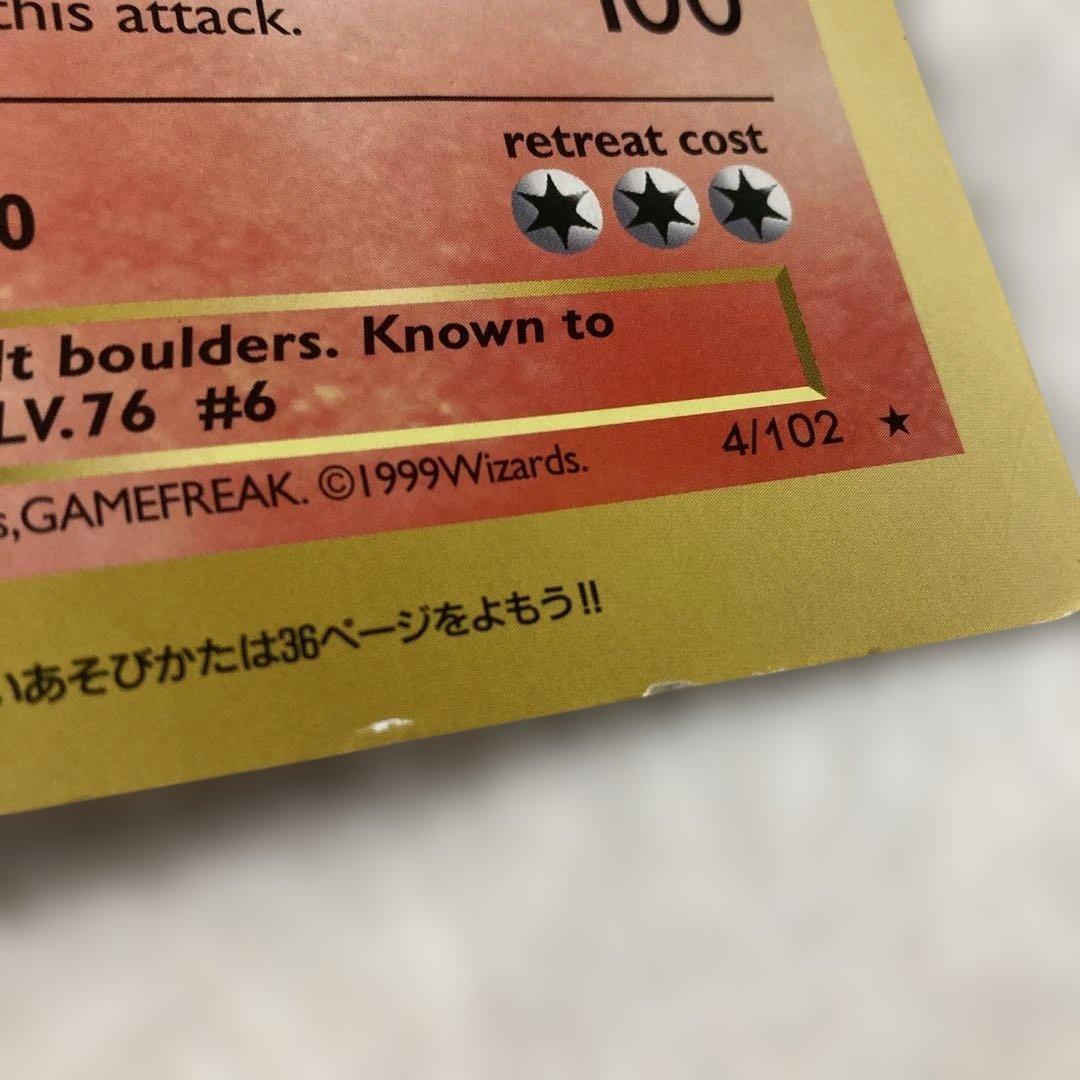 this attack.
100
retreat cost
0
lt boulders. Known to
LV.76 #6
s,GAMEFREAK. ©1999Wizards.
4/102 ★
いあそびかたは36ページをよもう!!